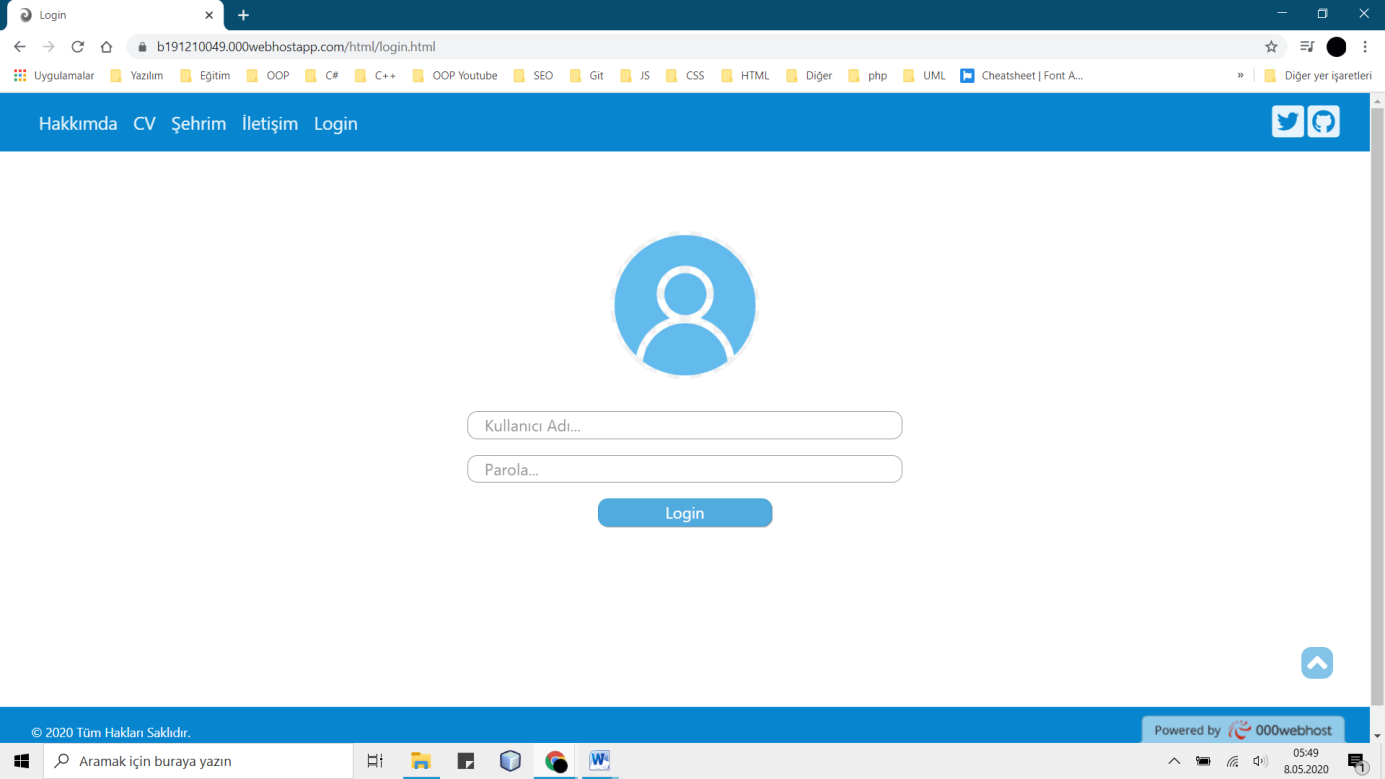 Login
b191210049.000webhostapp.com/html/login.html
Uygulamalar Yazılım Eğitim OOP C# C++ OOP Youtube SEO Git JS CSS HTML Diğer php UML Cheatsheet | Font A... » Diğer yer işaretleri
Hakkımda CV Şehrim İletişim Login
Kullanıcı Adı...
Parola...
Login
© 2020 Tüm Hakları Saklıdır.
Powered by 000webhost
Aramak için buraya yazın
05:49
8.05.2020
1